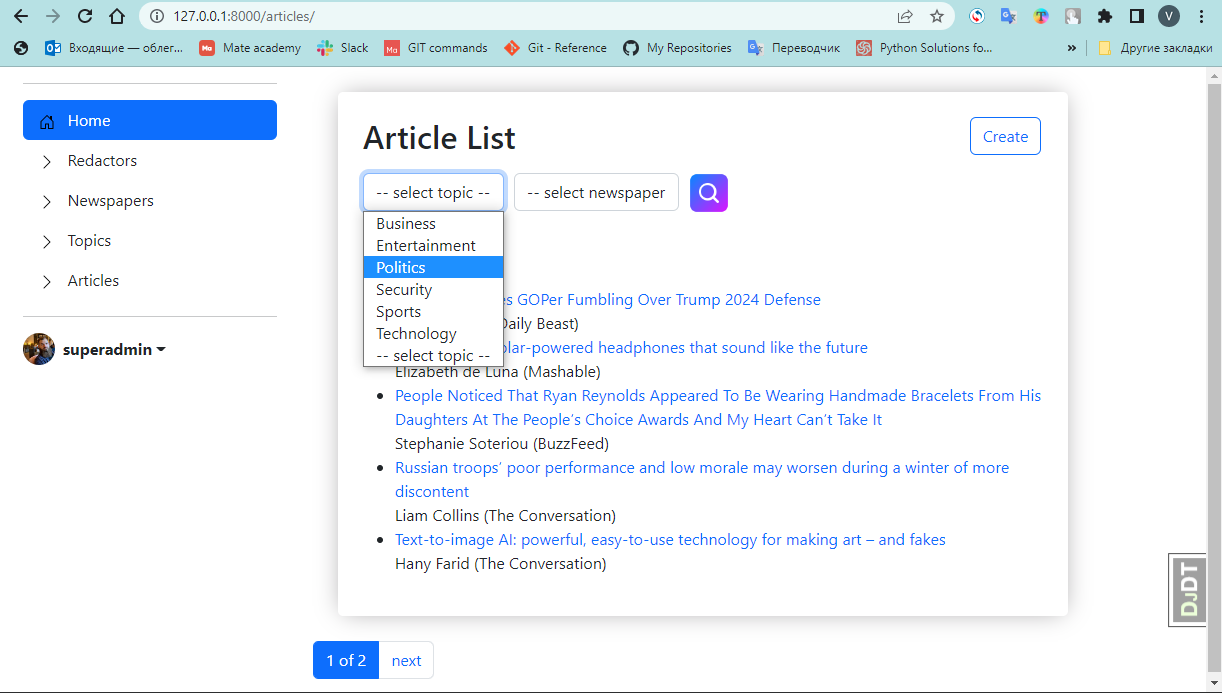 127.0.0.1:8000/articles/
V
Входящие — облег...
Mate academy
Slack
Ma
GIT commands
Git - Reference
My Repositories
Переводчик
Python Solutions fo...
»
Другие закладки
Home
Redactors
Newspapers
Topics
Articles
superadmin
Article List
Create
-- select topic --
-- select newspaper
Business
Entertainment
Politics
Security
Sports
Technology
-- select topic --
es GOPer Fumbling Over Trump 2024 Defense
Daily Beast)
olar-powered headphones that sound like the future
Elizabeth de Luna (Mashable)
People Noticed That Ryan Reynolds Appeared To Be Wearing Handmade Bracelets From His
Daughters At The People’s Choice Awards And My Heart Can’t Take It
Stephanie Soteriou (BuzzFeed)
Russian troops’ poor performance and low morale may worsen during a winter of more
discontent
Liam Collins (The Conversation)
Text-to-image AI: powerful, easy-to-use technology for making art – and fakes
Hany Farid (The Conversation)
DJDT
1 of 2
next